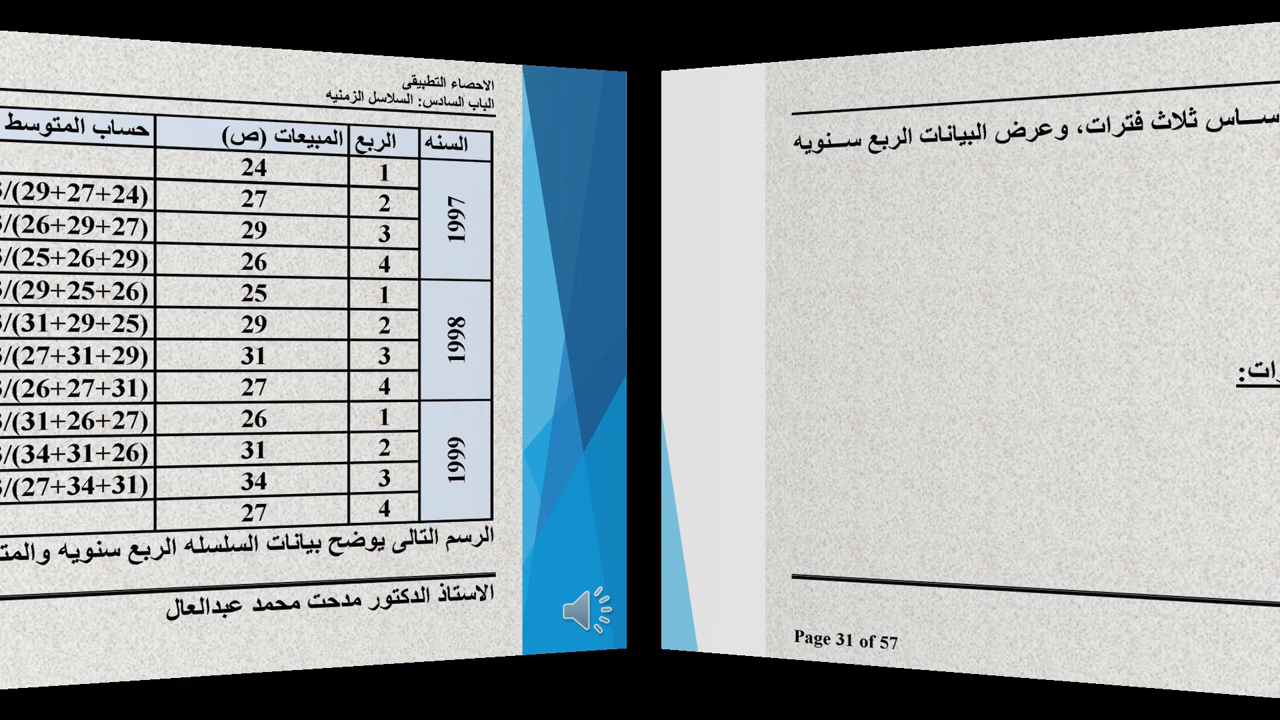 الاحصاء التطبيقى
الباب السادس: السلاسل الزمنيه
السنه الربع المبيعات (ص) حساب المتوسط
1997 1 24
2 27 (24+27+29)/
3 29 (27+29+26)/
4 26 (29+26+25)/
1998 1 25 (26+25+29)/
2 29 (25+29+31)/
3 31 (29+31+27)/
4 27 (31+27+26)/
1999 1 26 (27+26+31)/
2 31 (26+31+34)/
3 34 (31+34+27)/
4 27
الرسم التالى يوضح بيانات السلسله الربع سنويه
الاستاذ الدكتور مدحت محمد عبدالعال
ثلاث فترات، وعرض البيانات الربع سنويه
Page 31 of 57